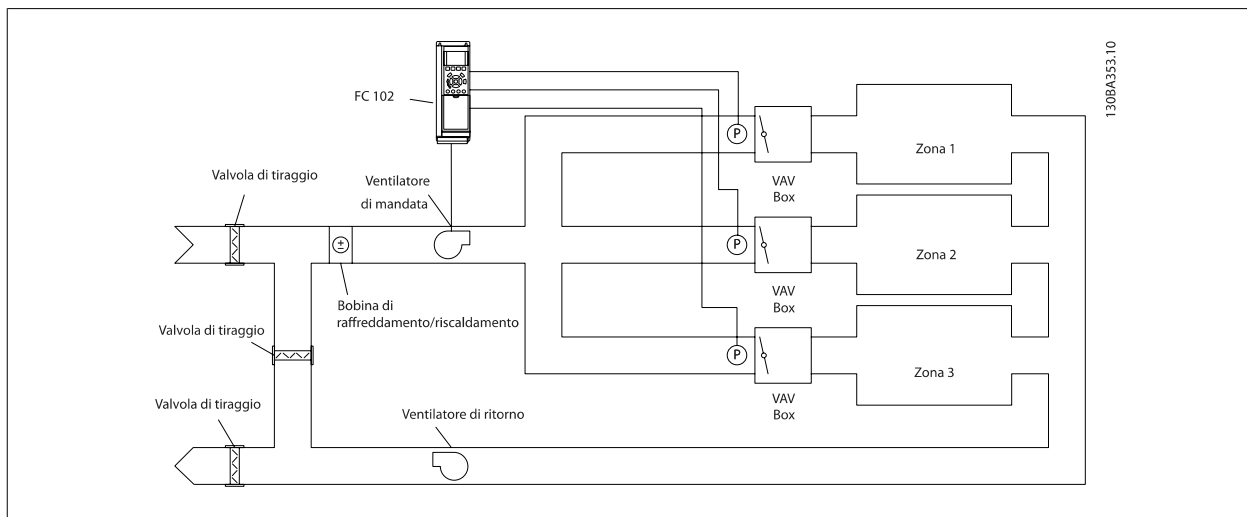 130BA353.10
FC 102
Valvola di tiraggio
Ventilatore
di mandata
P
VAV
Box
Zona 1
±
Bobina di
raffreddamento/riscaldamento
P
VAV
Box
Zona 2
Valvola di tiraggio
P
VAV
Box
Zona 3
Valvola di tiraggio
Ventilatore di ritorno